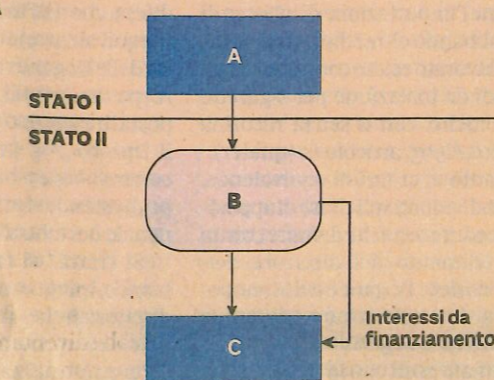 A
STATO I
STATO II
B
Interessi da
finanziamento
C